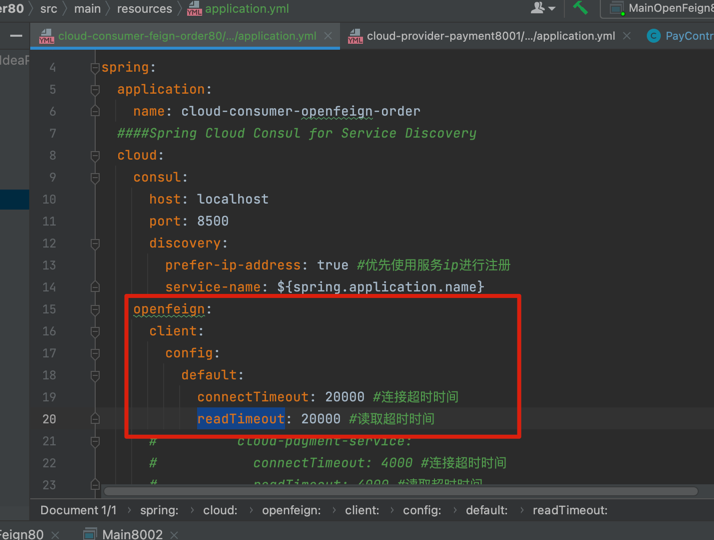 er80 > src > main > resources > application.yml
MainOpenFeign8
cloud-consumer-feign-order80/.../application.yml
cloud-provider-payment8001/.../application.yml
PayContr
IdeaP
4 spring:
5 application:
6 name: cloud-consumer-openfeign-order
7 ####Spring Cloud Consul for Service Discovery
8 cloud:
9 consul:
10 host: localhost
11 port: 8500
12 discovery:
13 prefer-ip-address: true #优先使用服务ip进行注册
14 service-name: ${spring.application.name}
15 openfeign:
16 client:
17 config:
18 default:
19 connectTimeout: 20000 #连接超时时间
20 readTimeout: 20000 #读取超时时间
21 # cloud-payment-service:
22 # connectTimeout: 4000 #连接超时时间
23 # readTimeout: 4000 #读取超时时间
Document 1/1 > spring: > cloud: > openfeign: > client: > config: > default: > readTimeout:
Feign80
Main8002